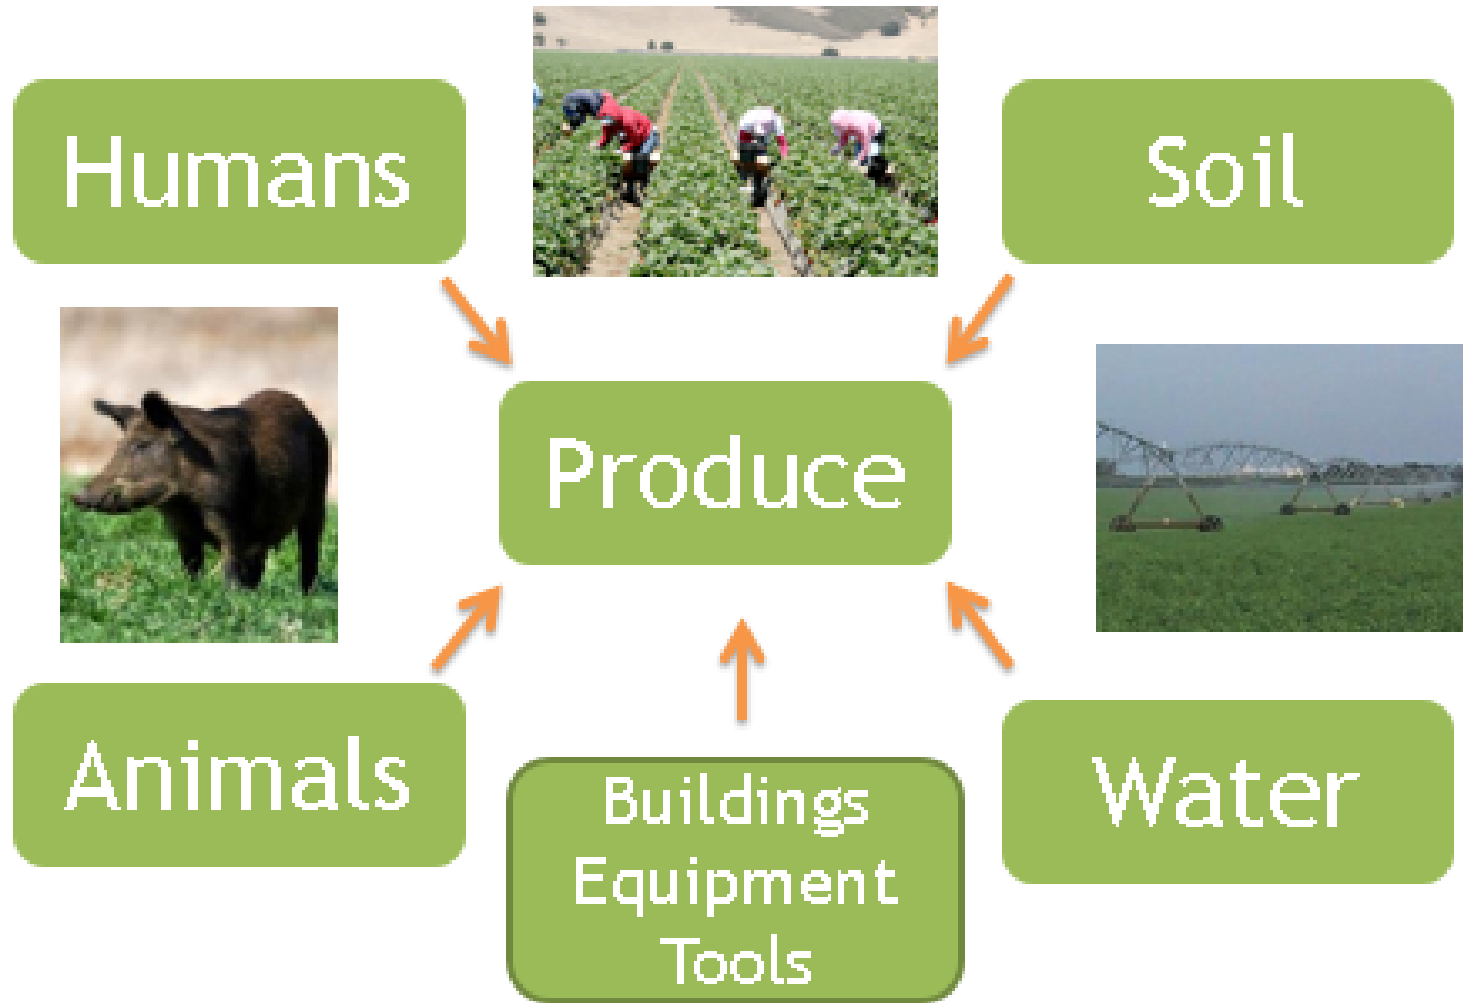 Humans
Soil
Produce
Animals
Buildings
Equipment
Tools
Water